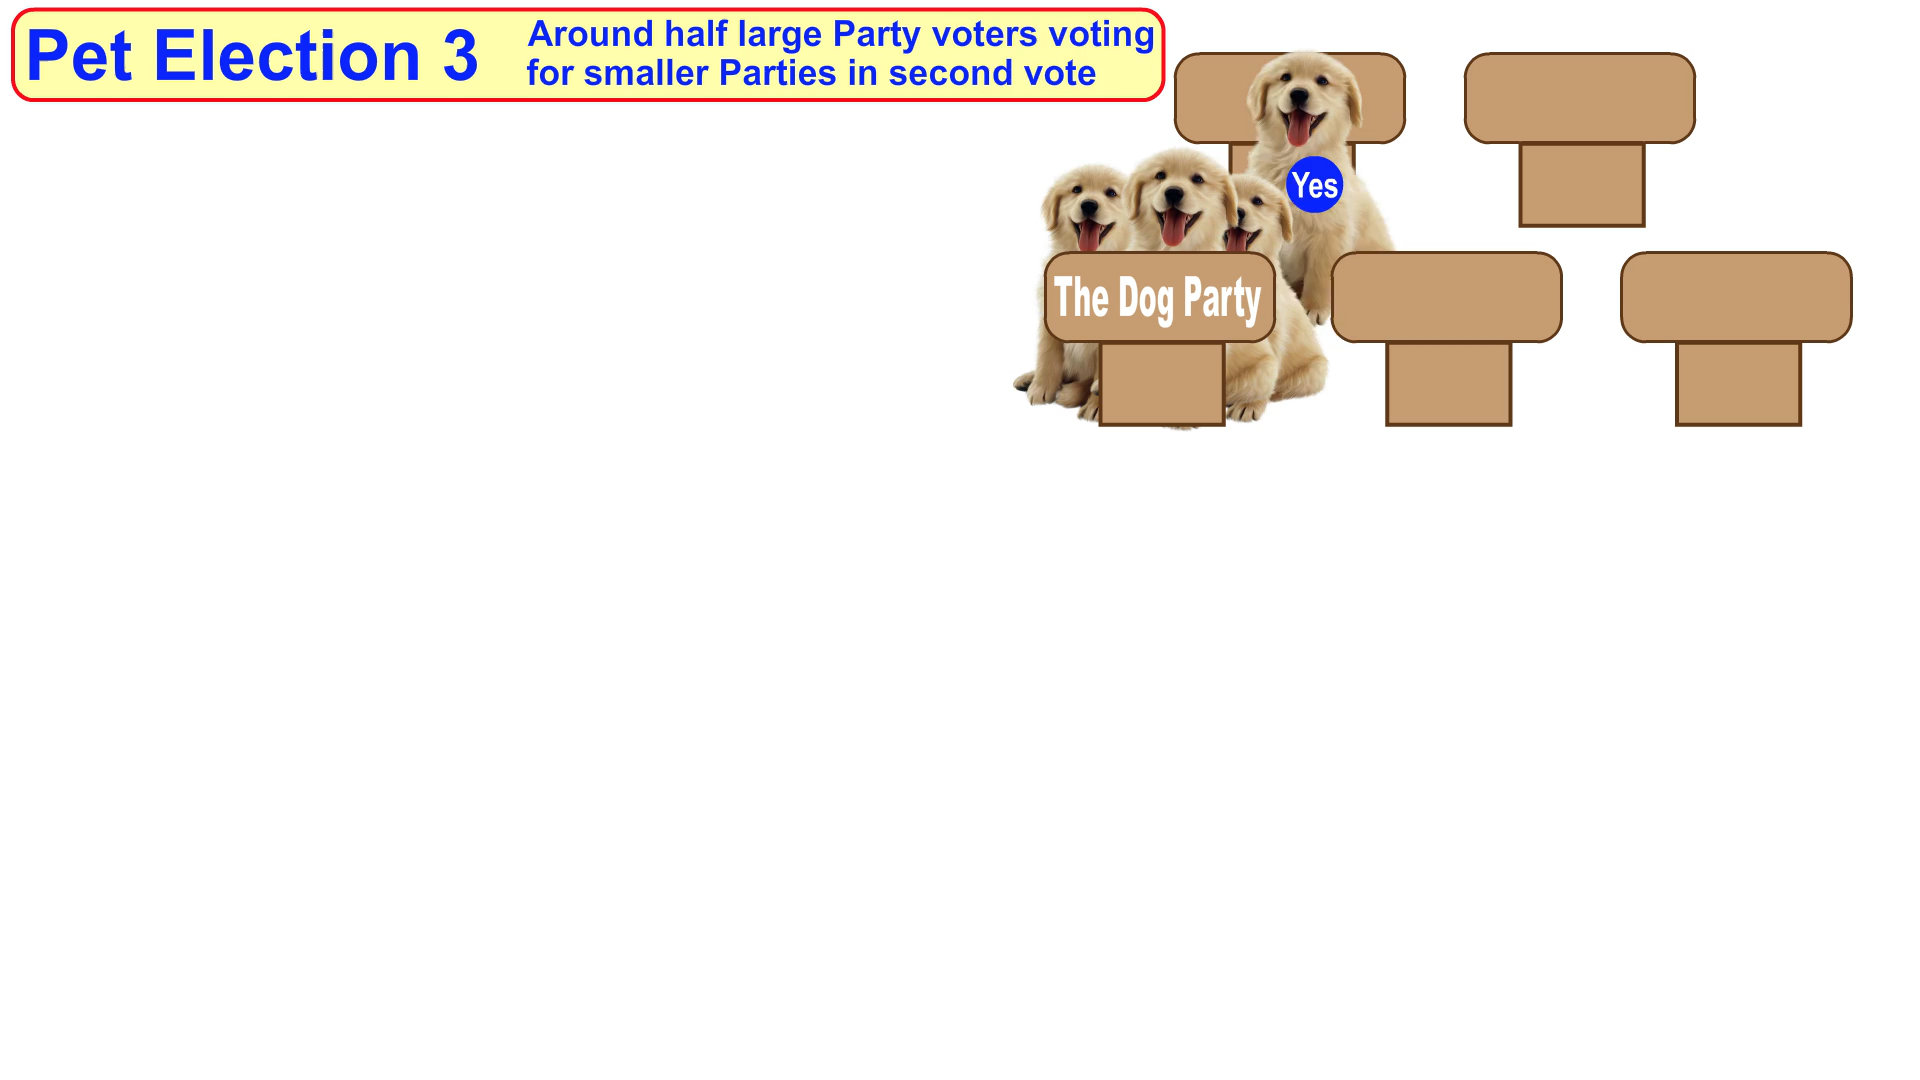 Pet Election 3
Around half large Party voters voting
for smaller Parties in second vote
Yes
The Dog Party